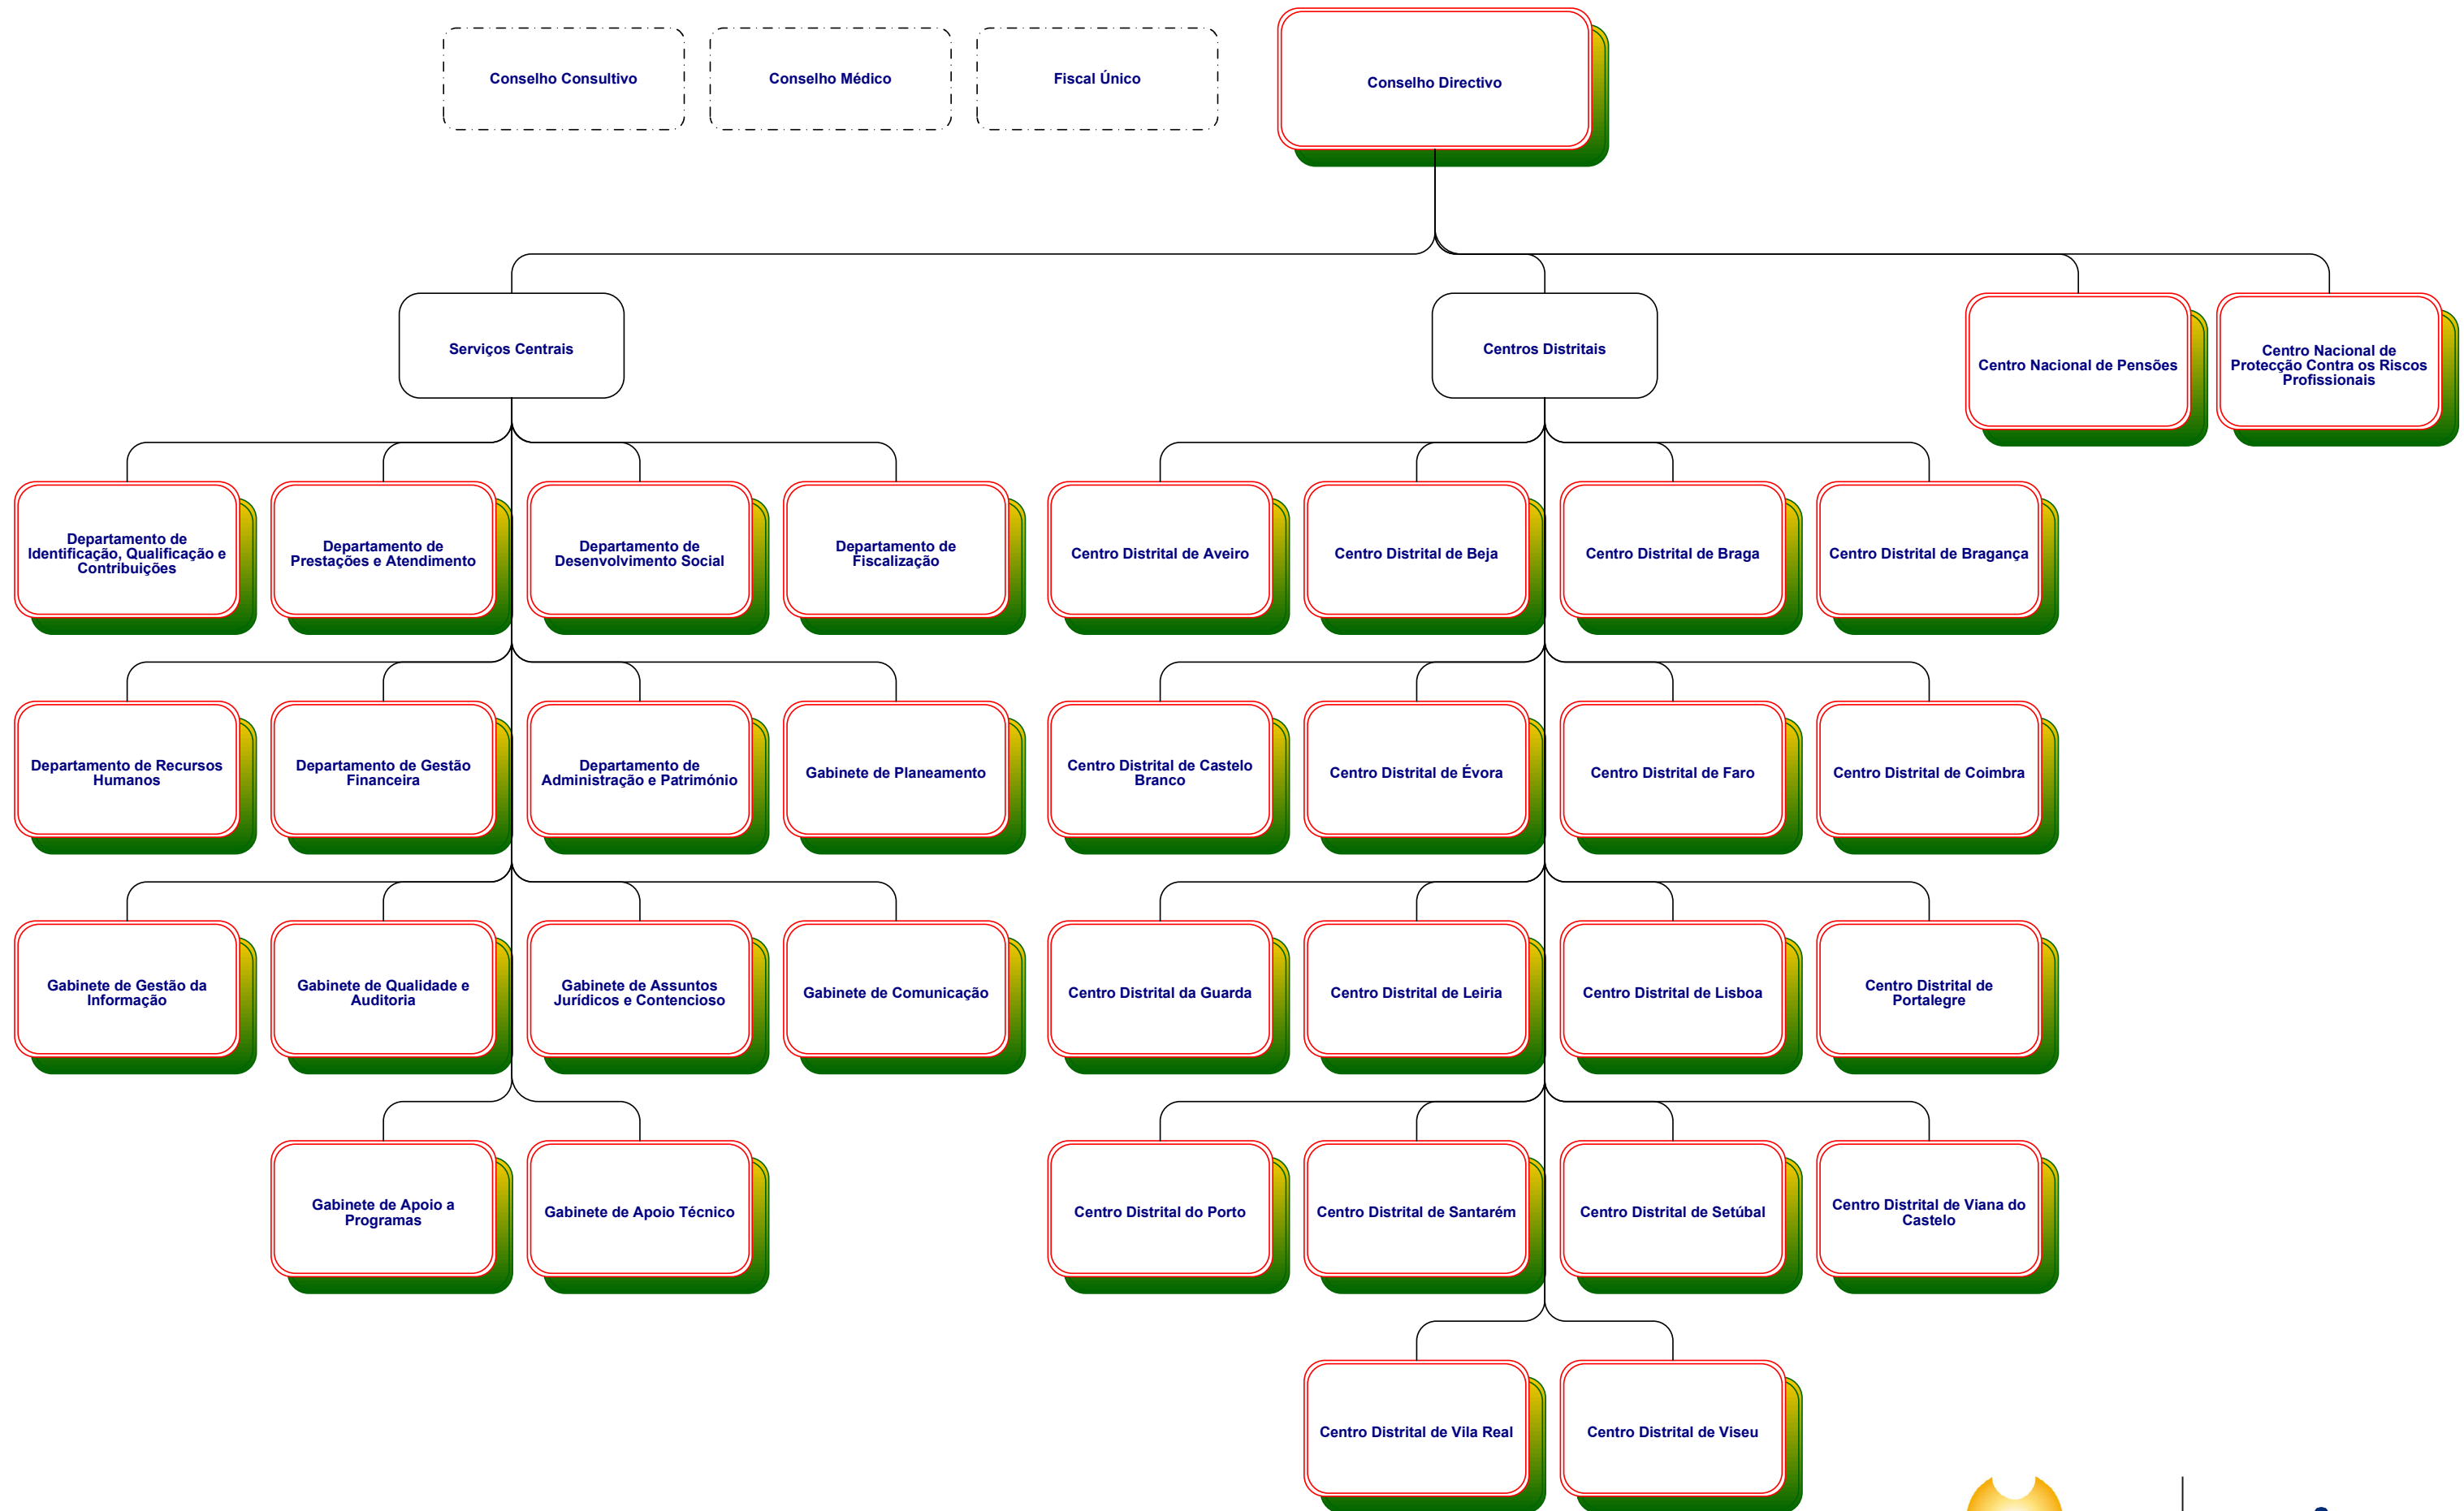 Conselho Consultivo
Conselho Médico
Fiscal Único
Conselho Directivo
Serviços Centrais
Centros Distritais
Centro Nacional de Pensões
Centro Nacional de
Protecção Contra os Riscos
Profissionais
Departamento de
Identificação, Qualificação e
Contribuições
Departamento de
Prestações e Atendimento
Departamento de
Desenvolvimento Social
Departamento de
Fiscalização
Centro Distrital de Aveiro
Centro Distrital de Beja
Centro Distrital de Braga
Centro Distrital de Bragança
Departamento de Recursos
Humanos
Departamento de Gestão
Financeira
Departamento de
Administração e Património
Gabinete de Planeamento
Centro Distrital de Castelo
Branco
Centro Distrital de Évora
Centro Distrital de Faro
Centro Distrital de Coimbra
Gabinete de Gestão da
Informação
Gabinete de Qualidade e
Auditoria
Gabinete de Assuntos
Jurídicos e Contencioso
Gabinete de Comunicação
Centro Distrital da Guarda
Centro Distrital de Leiria
Centro Distrital de Lisboa
Centro Distrital de
Portalegre
Gabinete de Apoio a
Programas
Gabinete de Apoio Técnico
Centro Distrital do Porto
Centro Distrital de Santarém
Centro Distrital de Setúbal
Centro Distrital de Viana do
Castelo
Centro Distrital de Vila Real
Centro Distrital de Viseu